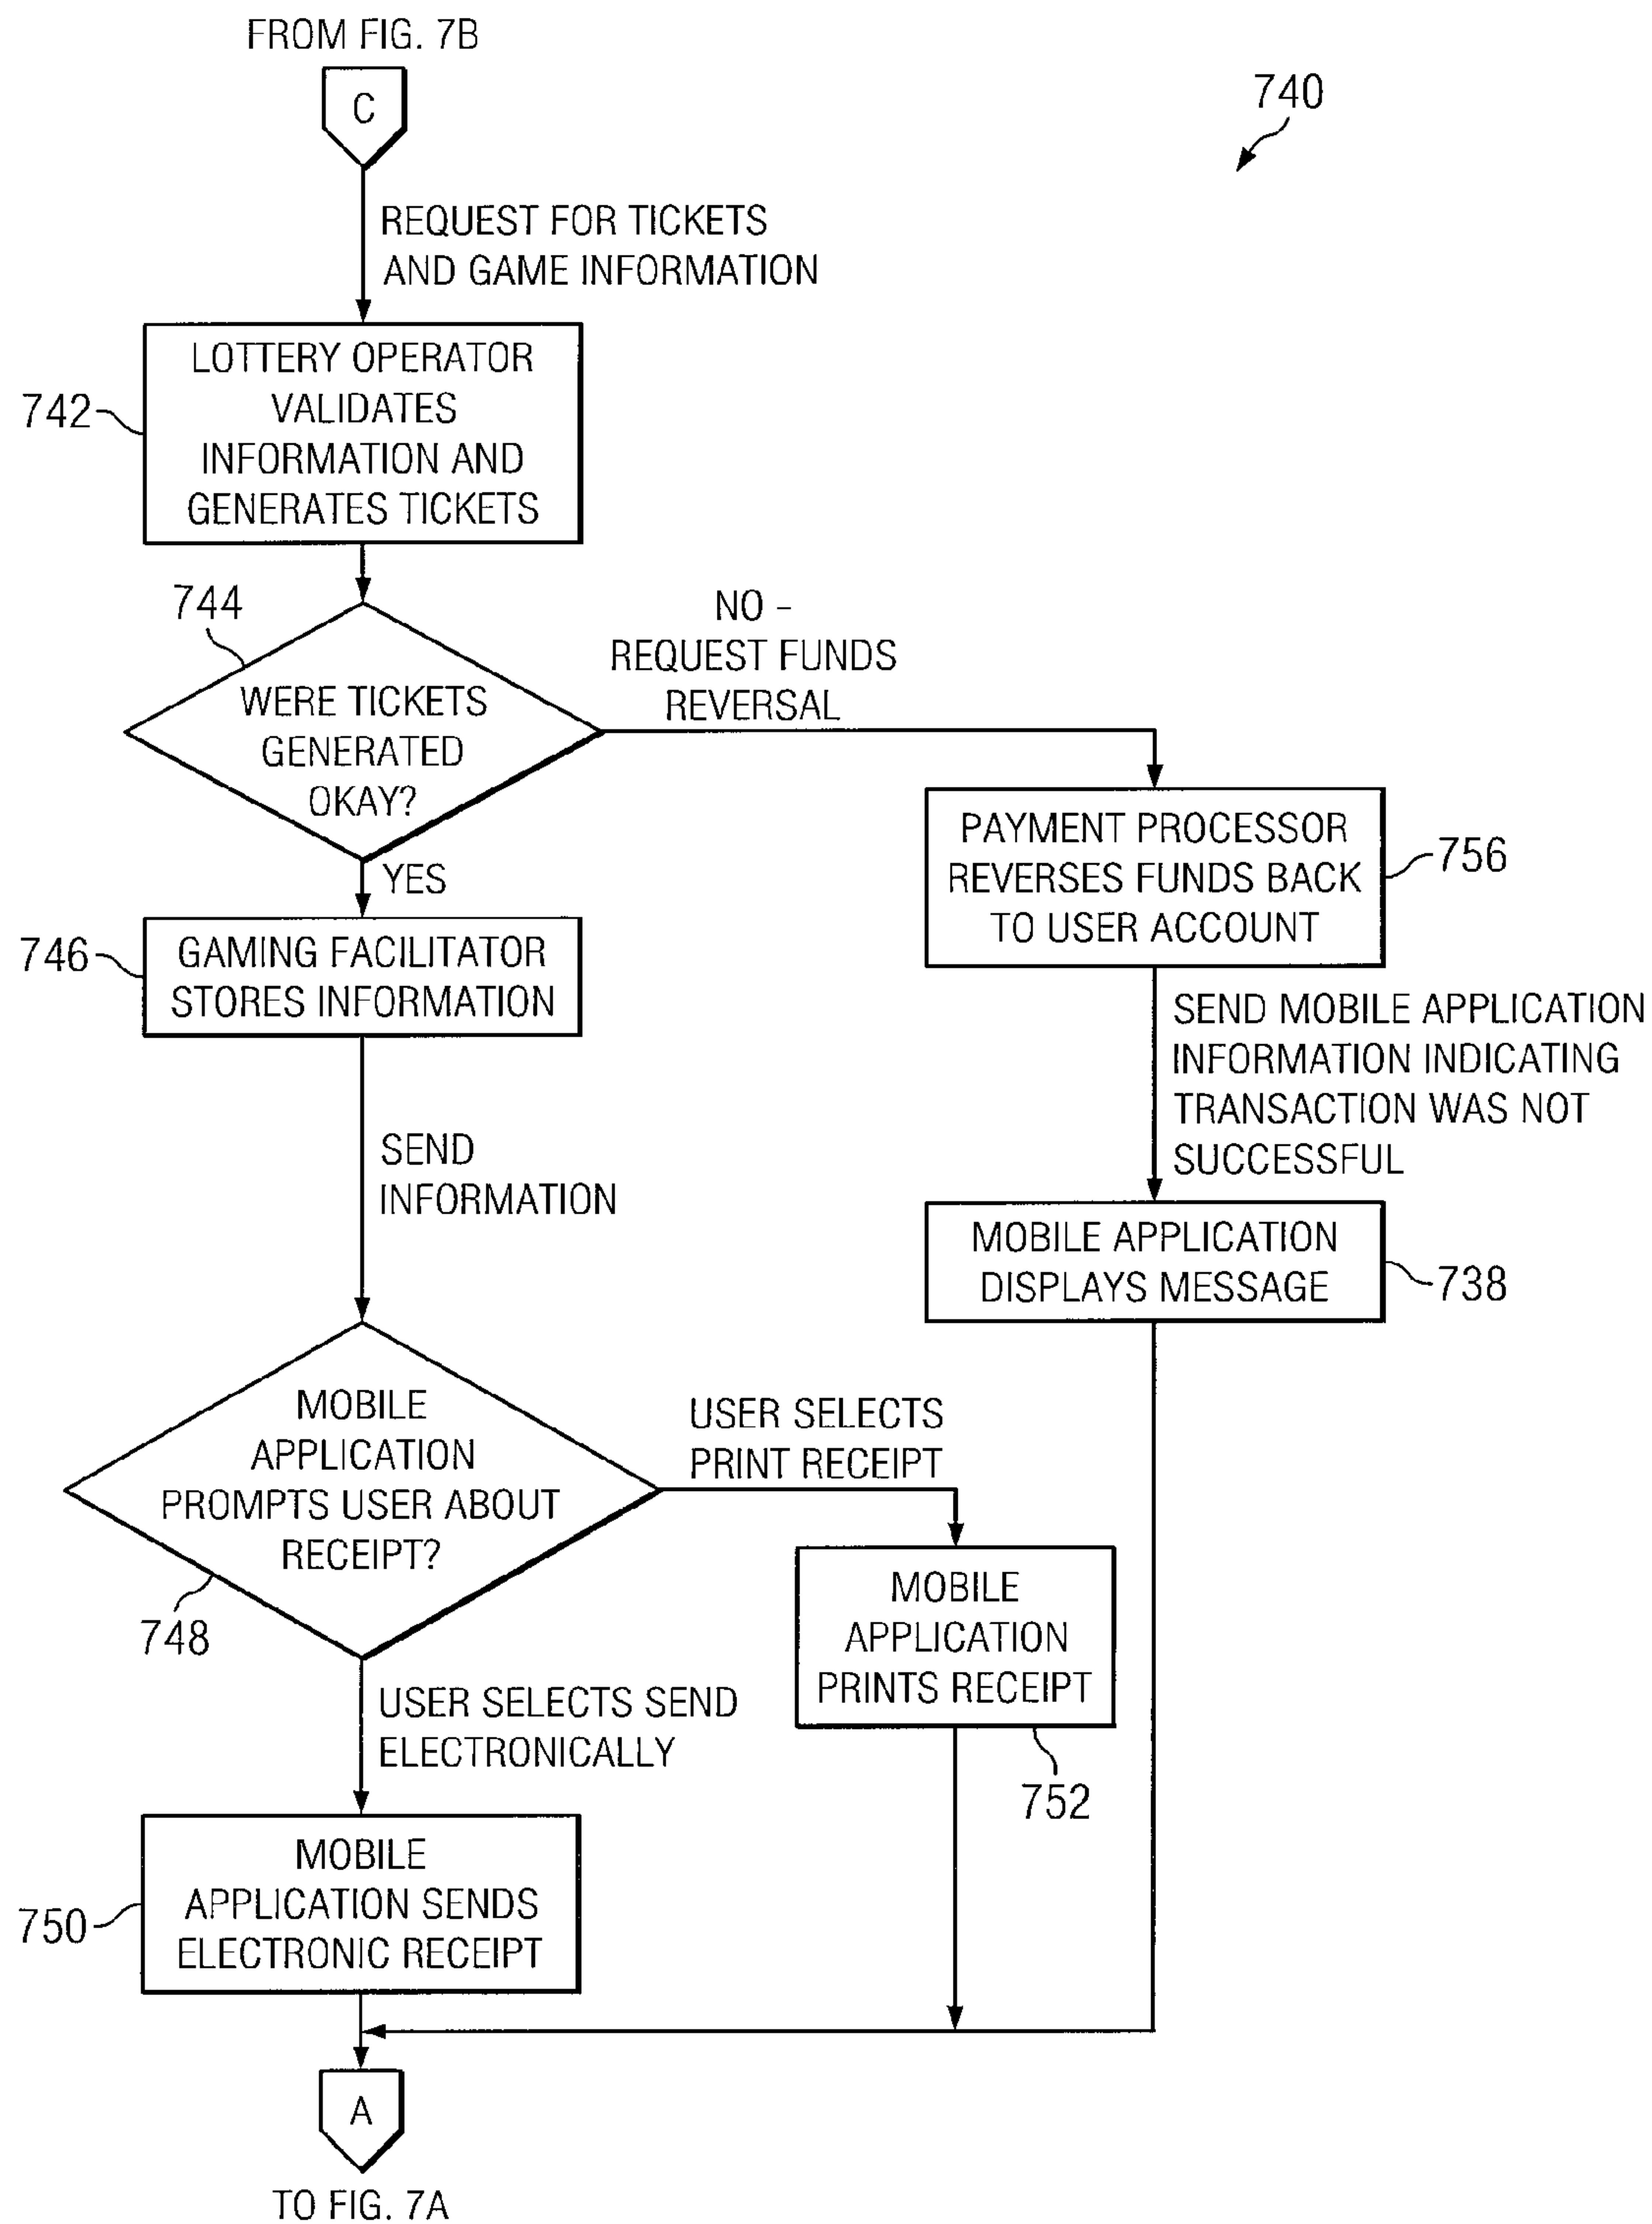 FROM FIG. 7B
C
740
REQUEST FOR TICKETS
AND GAME INFORMATION
742
LOTTERY OPERATOR
VALIDATES
INFORMATION AND
GENERATES TICKETS
744
WERE TICKETS
GENERATED
OKAY?
NO -
REQUEST FUNDS
REVERSAL
YES
PAYMENT PROCESSOR
REVERSES FUNDS BACK
TO USER ACCOUNT
756
746
GAMING FACILITATOR
STORES INFORMATION
SEND MOBILE APPLICATION
INFORMATION INDICATING
TRANSACTION WAS NOT
SUCCESSFUL
SEND
INFORMATION
MOBILE APPLICATION
DISPLAYS MESSAGE
738
MOBILE
APPLICATION
PROMPTS USER ABOUT
RECEIPT?
748
USER SELECTS
PRINT RECEIPT
MOBILE
APPLICATION
PRINTS RECEIPT
752
USER SELECTS SEND
ELECTRONICALLY
750
MOBILE
APPLICATION SENDS
ELECTRONIC RECEIPT
A
TO FIG. 7A